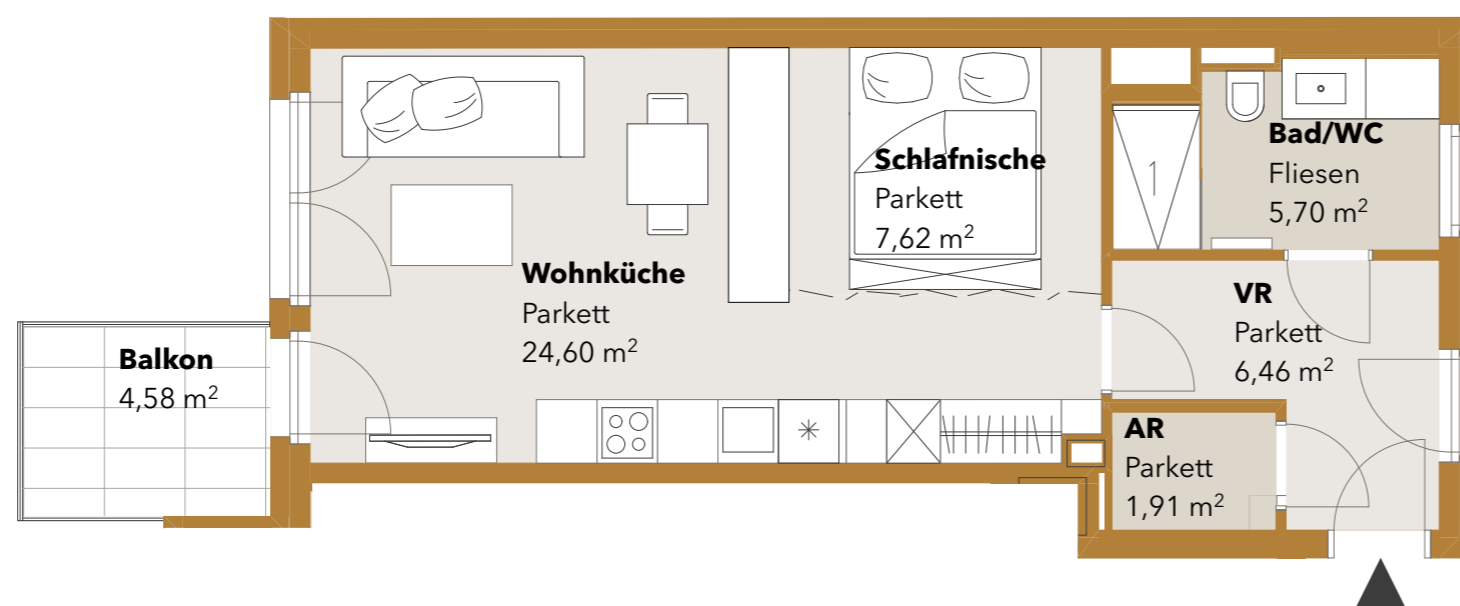 Balkon
4,58 m²
Wohnküche
Parkett
24,60 m²
Schlafnische
Parkett
7,62 m²
1
Bad/WC
Fliesen
5,70 m²
VR
Parkett
6,46 m²
AR
Parkett
1,91 m²